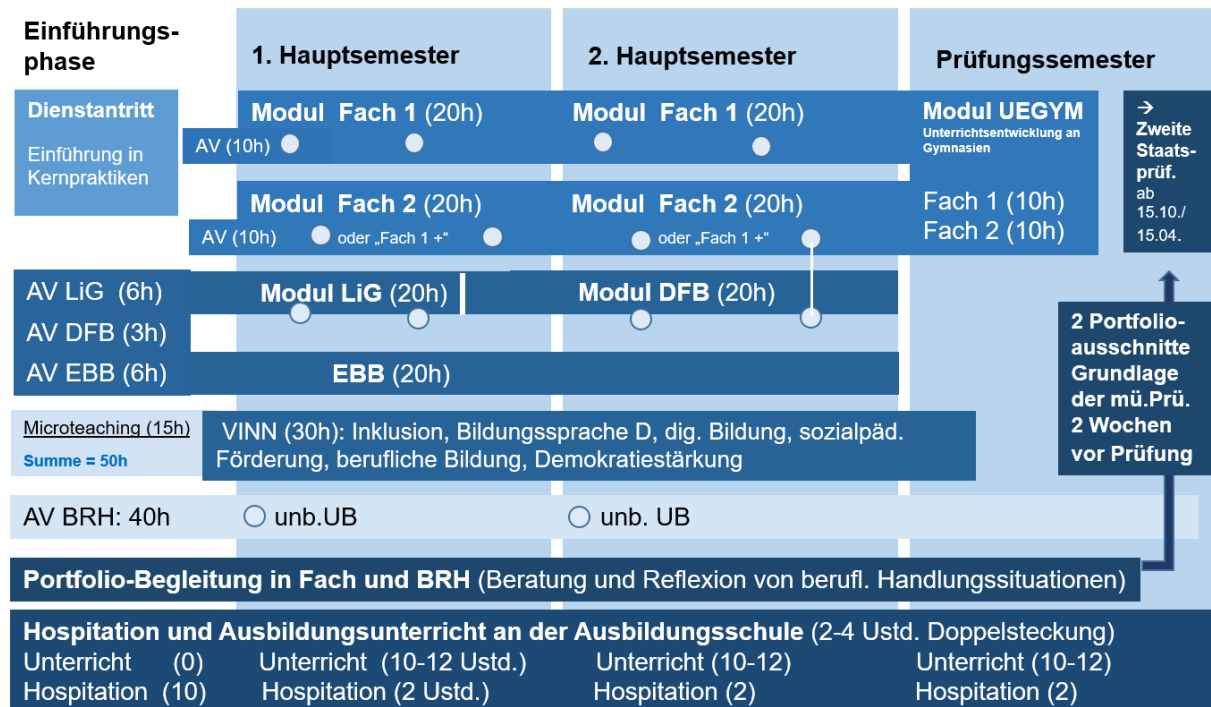 Einführungs-
phase
1. Hauptsemester
2. Hauptsemester
Prüfungssemester
Dienstantritt
Einführung in
Kernpraktiken
Modul Fach 1 (20h)
Modul Fach 1 (20h)
AV (10h)
Modul UEGYM
Unterrichtsentwicklung an
Gymnasien
→
Zweite
Staats-
prüf.
ab
15.10./
15.04.
Modul Fach 2 (20h)
Modul Fach 2 (20h)
AV (10h)
oder „Fach 1 +“
oder „Fach 1 +“
Fach 1 (10h)
Fach 2 (10h)
AV LiG (6h)
Modul LiG (20h)
Modul DFB (20h)
AV DFB (3h)
AV EBB (6h)
EBB (20h)
2 Portfolio-
ausschnitte
Grundlage
der mü.Prü.
2 Wochen
vor Prüfung
Microteaching (15h)
Summe = 50h
VINN (30h): Inklusion, Bildungssprache D, dig. Bildung, sozialpäd.
Förderung, berufliche Bildung, Demokratiestärkung
AV BRH: 40h
unb.UB
unb. UB
Portfolio-Begleitung in Fach und BRH (Beratung und Reflexion von berufl. Handlungssituationen)
Hospitation und Ausbildungsunterricht an der Ausbildungsschule (2-4 Ustd. Doppelsteckung)
Unterricht (0) Unterricht (10-12 Ustd.) Unterricht (10-12) Unterricht (10-12)
Hospitation (10) Hospitation (2 Ustd.) Hospitation (2) Hospitation (2)